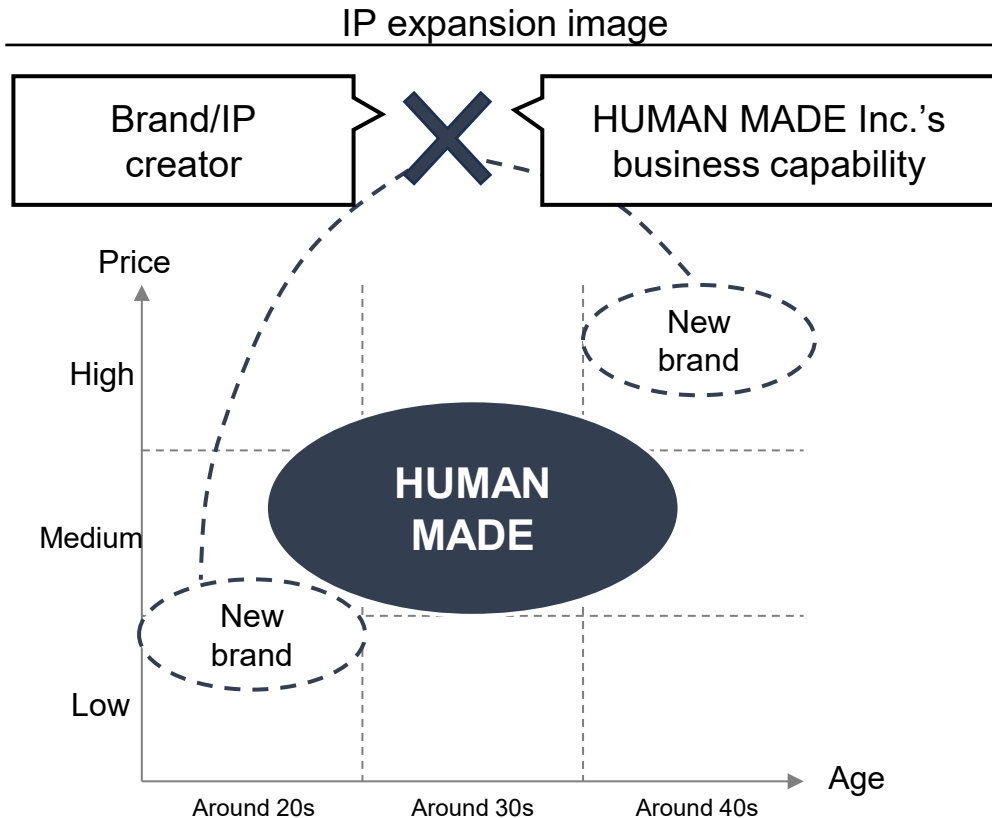 IP expansion image
Brand/IP
creator
HUMAN MADE Inc.'s
business capability
Price
New
brand
High
HUMAN
MADE
Medium
New
brand
Low
Age
Around 20s
Around 30s
Around 40s